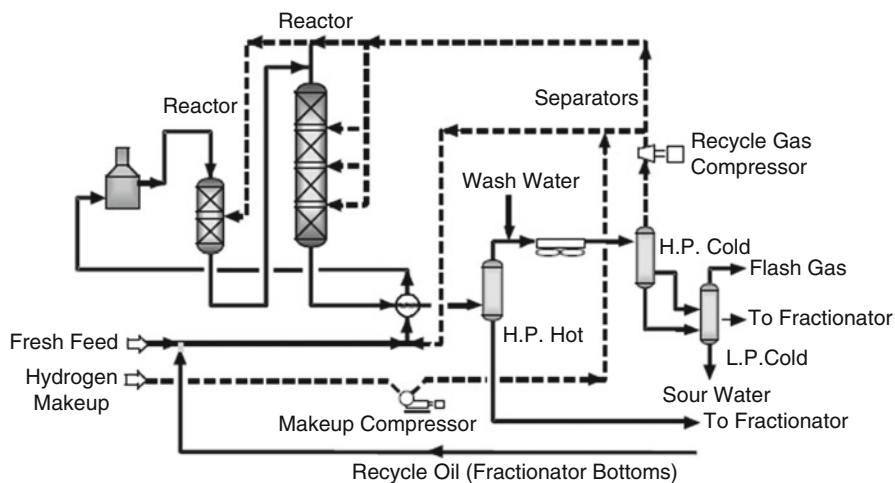 Reactor
Reactor
Separators
Recycle Gas
Compressor
Wash Water
H.P. Cold
Flash Gas
To Fractionator
Fresh Feed
H.P. Hot
L.P.Cold
Hydrogen
Makeup
Sour Water
Makeup Compressor
To Fractionator
Recycle Oil (Fractionator Bottoms)